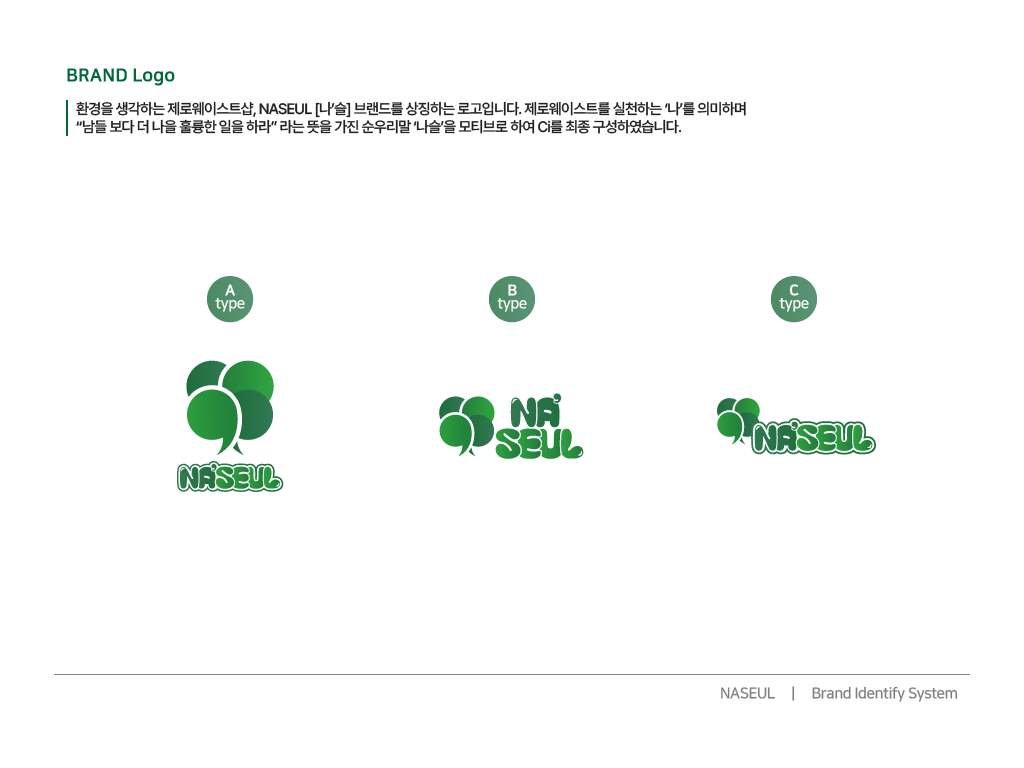 BRAND Logo
환경을 생각하는 제로웨이스트샵, NASEUL [나’슬] 브랜드를 상징하는 로고입니다. 제로웨이스트를 실천하는 ‘나’를 의미하며
“남들 보다 더 나을 훌륭한 일을 하라” 라는 뜻을 가진 순우리말 ‘나슬’을 모티브로 하여 Ci를 최종 구성하였습니다.
A
type
B
type
C
type
NA’SEUL
NA’
SEUL
NA’SEUL
NASEUL | Brand Identify System